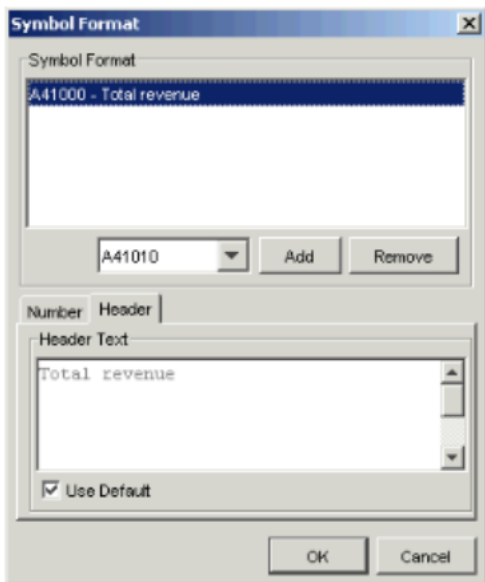 Symbol Format
Symbol Format
A41000 - Total revenue
A41010 Add Remove
Number Header
Header Text
Total revenue
Use Default
OK Cancel